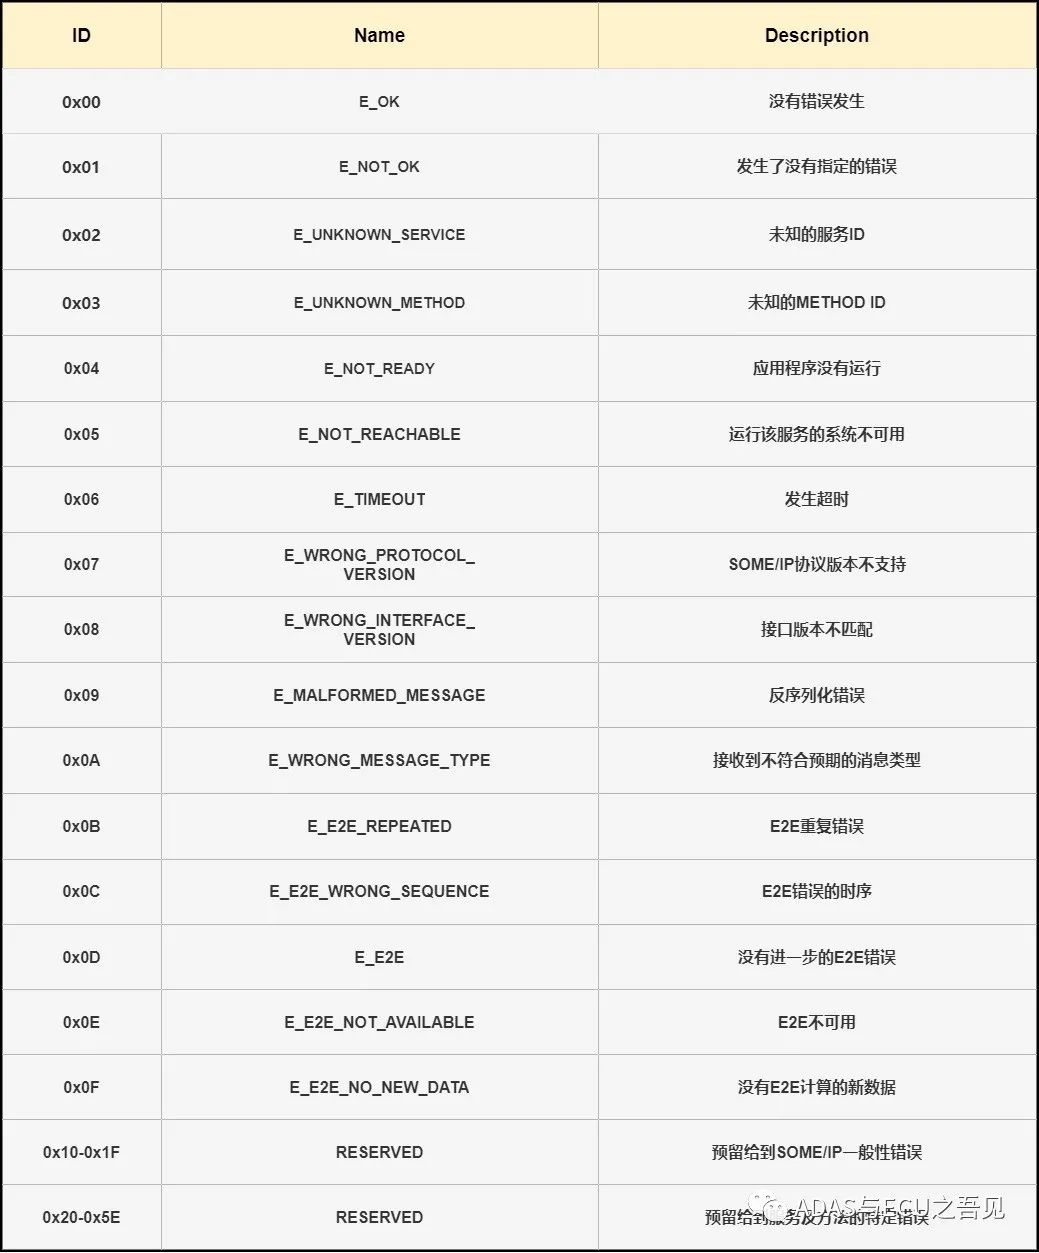 ID Name Description
0x00 E_OK 没有错误发生
0x01 E_NOT_OK 发生了没有指定的错误
0x02 E_UNKNOWN_SERVICE 未知的服务ID
0x03 E_UNKNOWN_METHOD 未知的METHOD ID
0x04 E_NOT_READY 应用程序没有运行
0x05 E_NOT_REACHABLE 运行该服务的系统不可用
0x06 E_TIMEOUT 发生超时
0x07 E_WRONG_PROTOCOL_
VERSION SOME/IP协议版本不支持
0x08 E_WRONG_INTERFACE_
VERSION 接口版本不匹配
0x09 E_MALFORMED_MESSAGE 反序列化错误
0x0A E_WRONG_MESSAGE_TYPE 接收到不符合预期的消息类型
0x0B E_E2E_REPEATED E2E重复错误
0x0C E_E2E_WRONG_SEQUENCE E2E错误的时序
0x0D E_E2E 没有进一步的E2E错误
0x0E E_E2E_NOT_AVAILABLE E2E不可用
0x0F E_E2E_NO_NEW_DATA 没有E2E计算的新数据
0x10-0x1F RESERVED 预留给到SOME/IP一般性错误
0x20-0x5E RESERVED 预留给到服务及方法的特定错误
ADAS与ECU之吾见